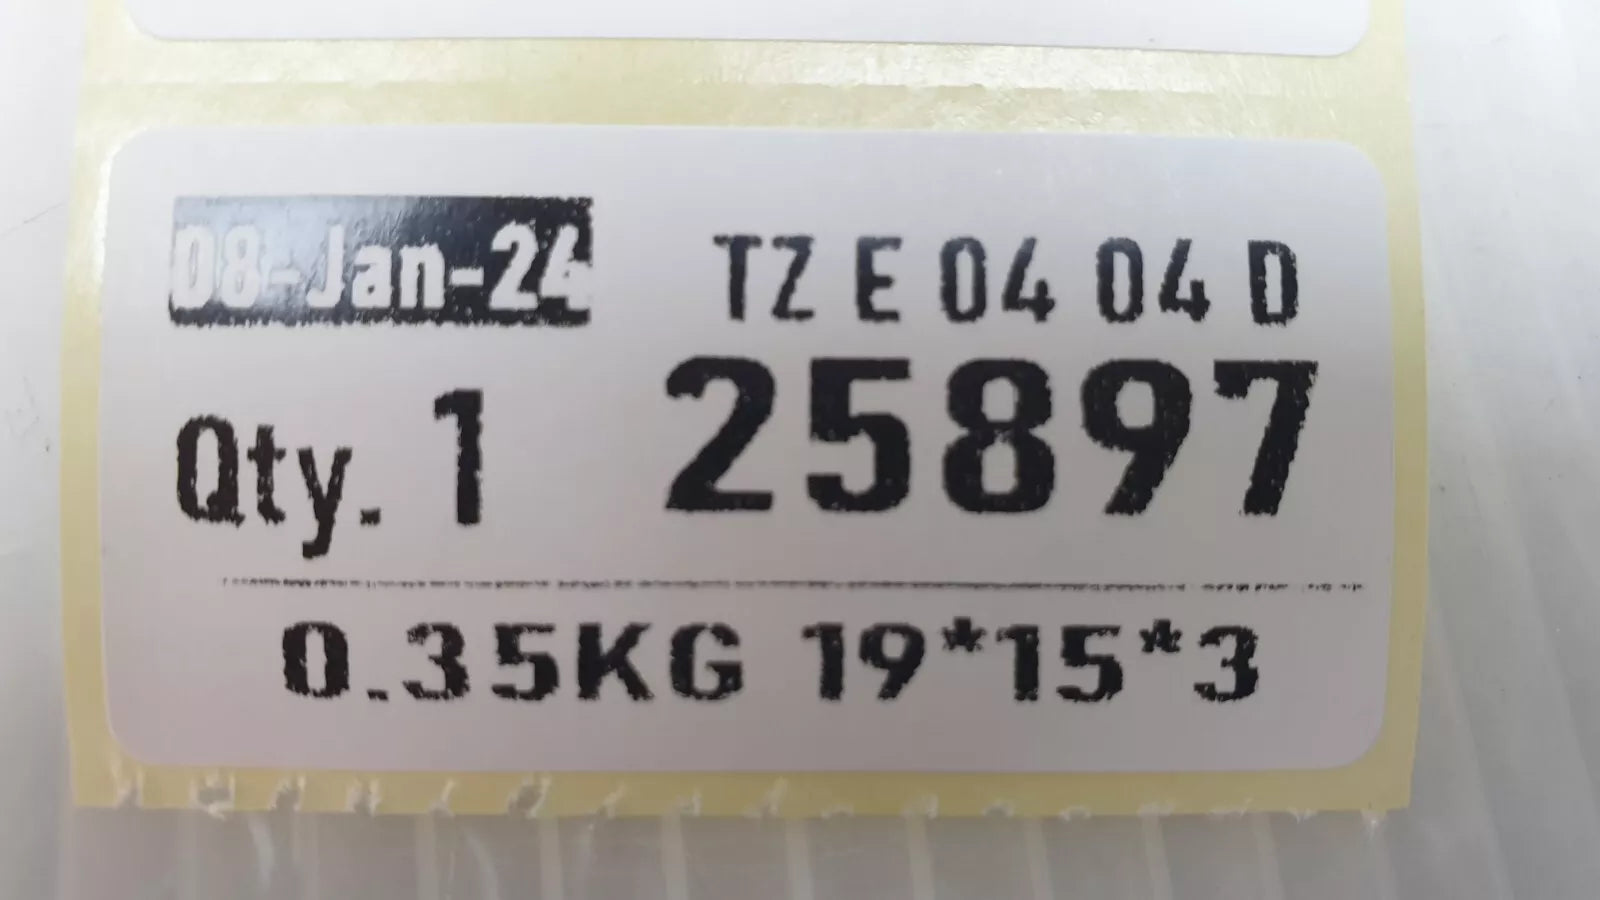 08-Jan-24 TZ E 04 04 D
Qty. 1 25897
0.35KG 19*15*3